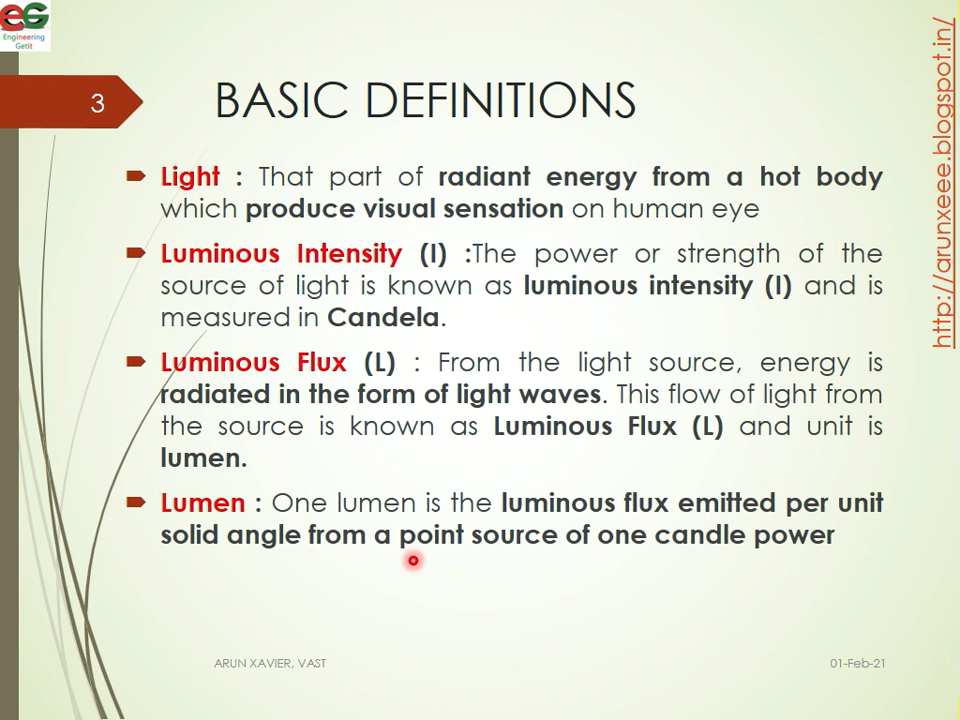 EG
Engineering
Getit
3
BASIC DEFINITIONS
http://arunxeee.blogspot.in/
Light : That part of radiant energy from a hot body
which produce visual sensation on human eye
Luminous Intensity (I) :The power or strength of the
source of light is known as luminous intensity (I) and is
measured in Candela.
Luminous Flux (L) : From the light source, energy is
radiated in the form of light waves. This flow of light from
the source is known as Luminous Flux (L) and unit is
lumen.
Lumen : One lumen is the luminous flux emitted per unit
solid angle from a point source of one candle power
ARUN XAVIER, VAST
01-Feb-21